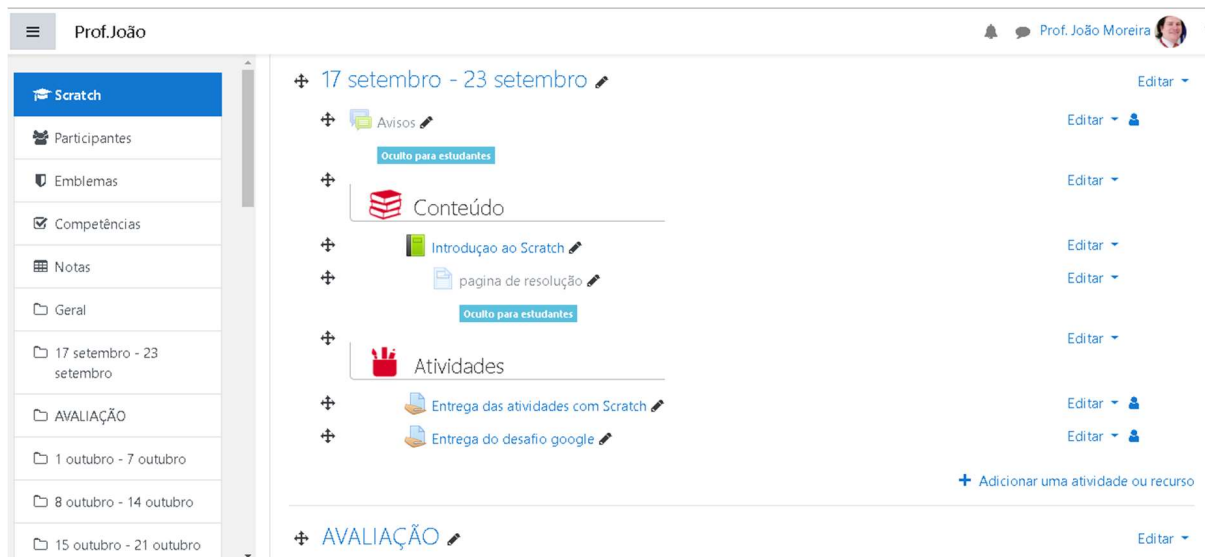 Prof.João
Prof. João Moreira
Scratch
Participantes
Emblemas
Competências
Notas
Geral
17 setembro - 23
setembro
AVALIAÇÃO
1 outubro - 7 outubro
8 outubro - 14 outubro
15 outubro - 21 outubro
17 setembro - 23 setembro
Editar
Avisos
Editar
Oculto para estudantes
Editar
Conteúdo
Introduçao ao Scratch
Editar
pagina de resolução
Editar
Oculto para estudantes
Editar
Atividades
Entrega das atividades com Scratch
Editar
Entrega do desafio google
Editar
Adicionar uma atividade ou recurso
AVALIAÇÃO
Editar